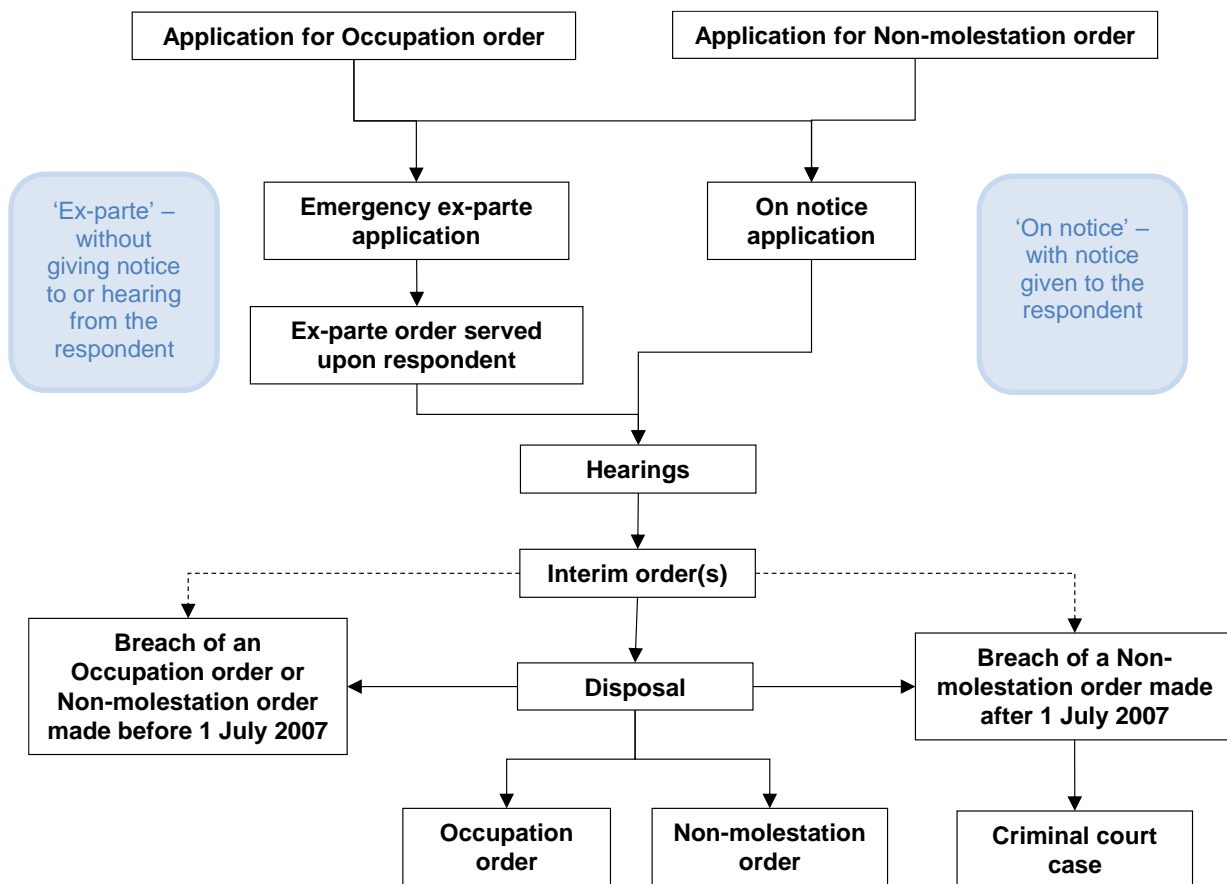 Application for Occupation order
Application for Non-molestation order
‘Ex-parte’ –
without
giving notice
to or hearing
from the
respondent
Emergency ex-parte
application
On notice
application
‘On notice’ –
with notice
given to the
respondent
Ex-parte order served
upon respondent
Hearings
Interim order(s)
Breach of an
Occupation order or
Non-molestation order
made before 1 July 2007
Disposal
Breach of a Non-
molestation order made
after 1 July 2007
Occupation
order
Non-molestation
order
Criminal court
case